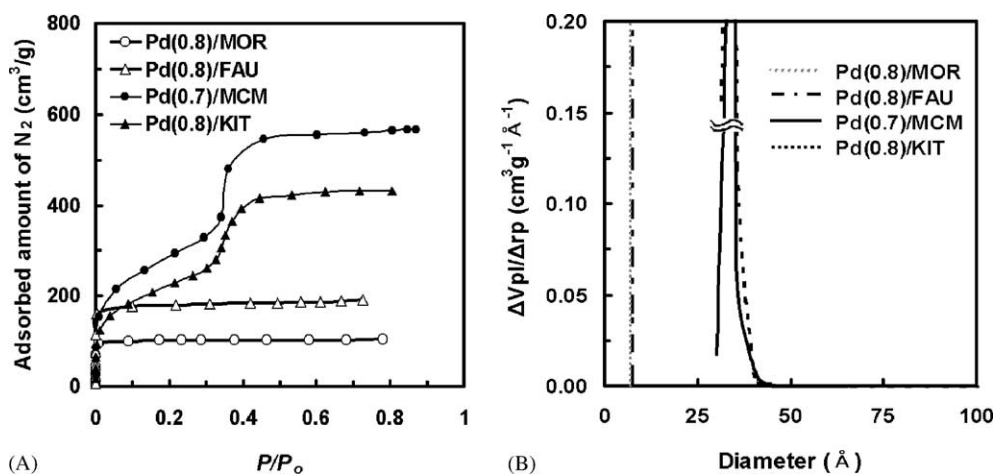 800
600
400
200
0
Adsorbed amount of N₂ (cm³/g)
Pd(0.8)/MOR
Pd(0.8)/FAU
Pd(0.7)/MCM
Pd(0.8)/KIT
0 0.2 0.4 0.6 0.8 1
(A)
P/Pₒ
0.20
0.15
0.10
0.05
0.00
ΔVpl/Δrp (cm³g⁻¹ Å⁻¹)
Pd(0.8)/MOR
Pd(0.8)/FAU
Pd(0.7)/MCM
Pd(0.8)/KIT
0 25 50 75 100
(B)
Diameter (Å)